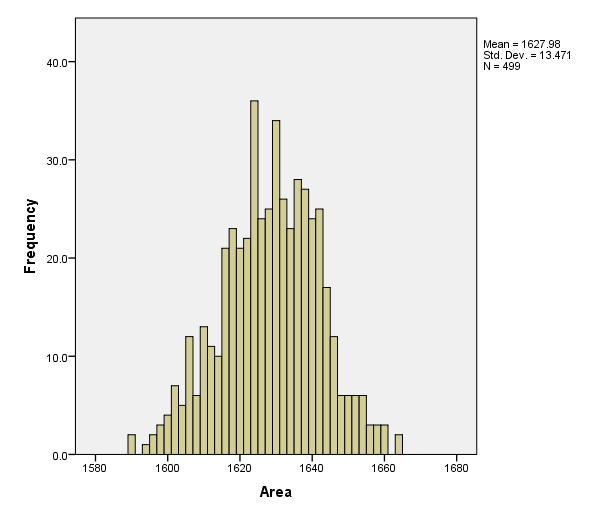 Mean = 1627.98
Std. Dev. = 13.471
N = 499
40.0
30.0
20.0
10.0
0.0
Frequency
1580 1600 1620 1640 1660 1680
Area